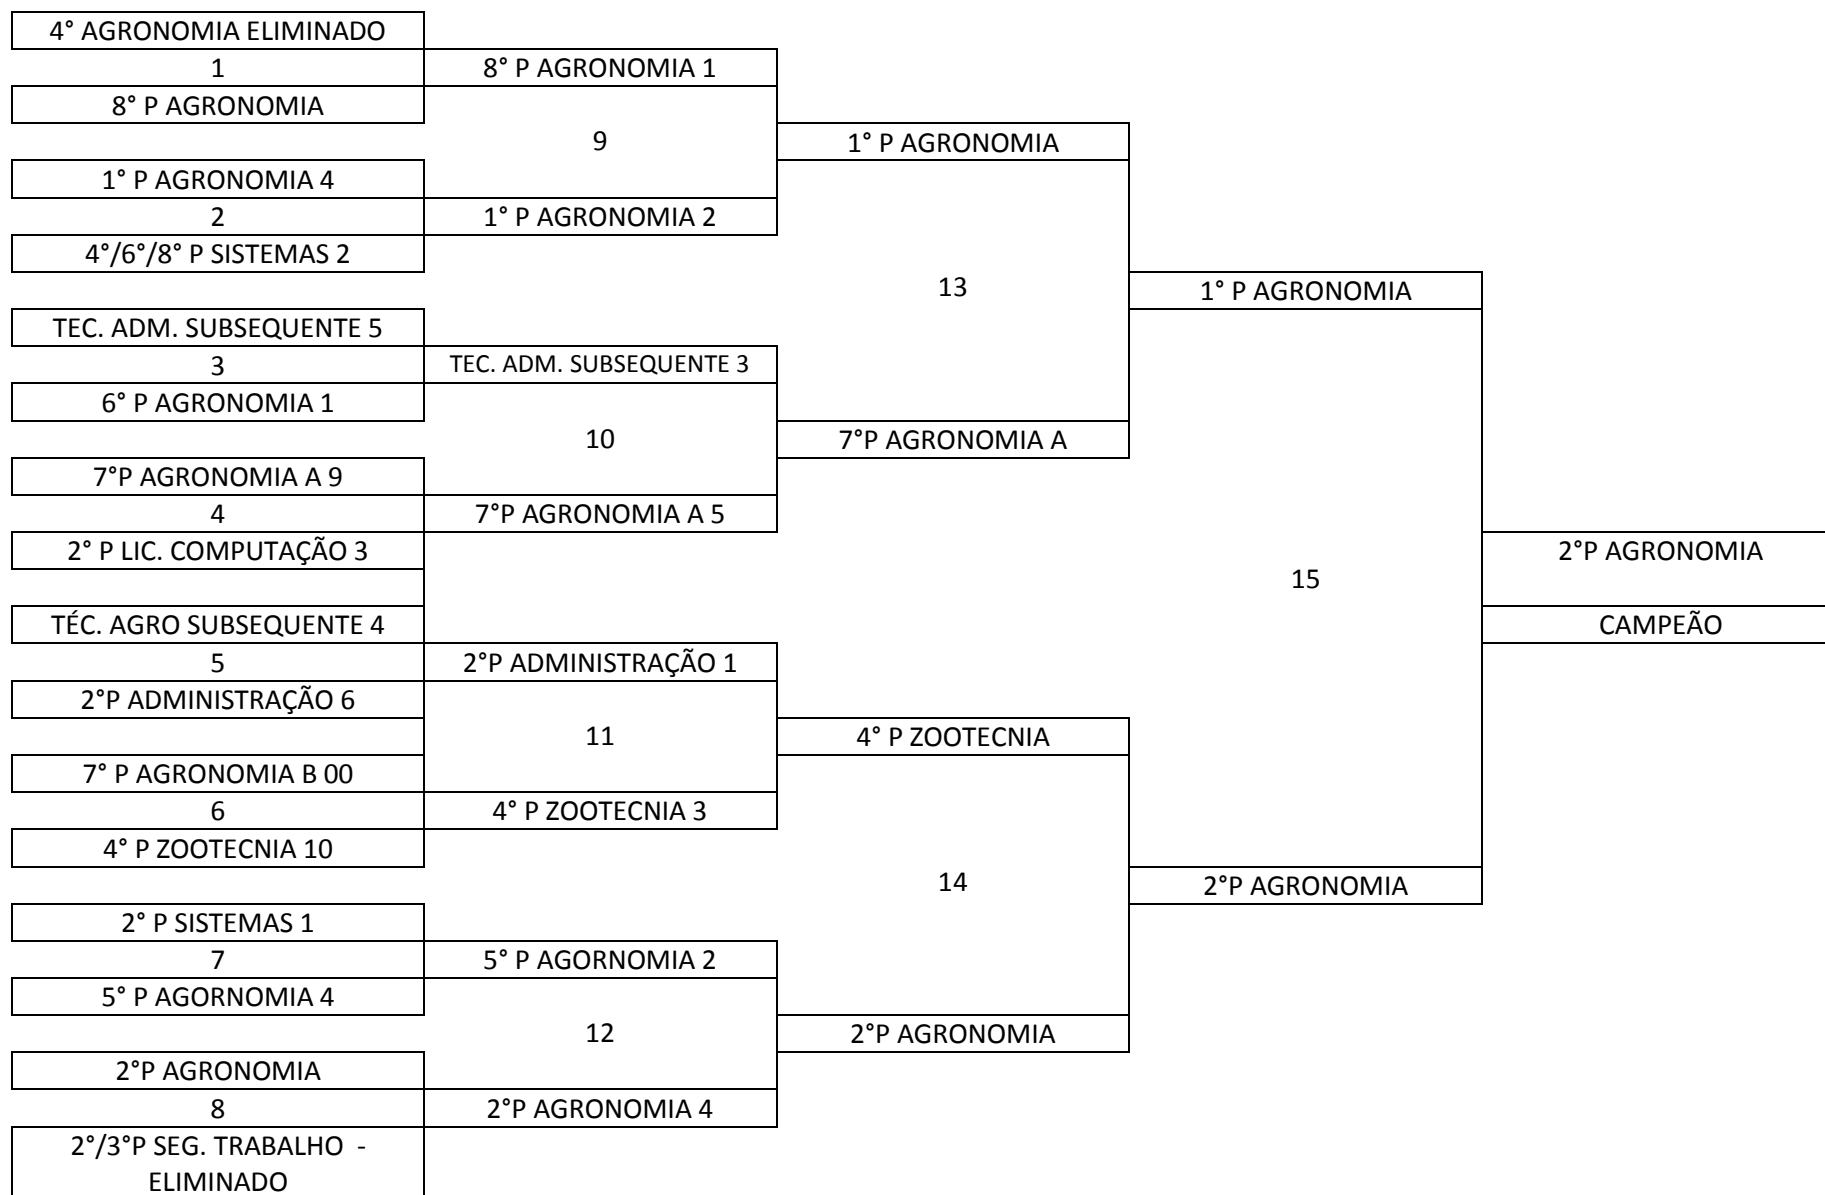 4° AGRONOMIA ELIMINADO
1
8° P AGRONOMIA 1
8° P AGRONOMIA
9
1° P AGRONOMIA
1° P AGRONOMIA 4
2
1° P AGRONOMIA 2
4°/6°/8° P SISTEMAS 2
13
1° P AGRONOMIA
TEC. ADM. SUBSEQUENTE 5
3
TEC. ADM. SUBSEQUENTE 3
6° P AGRONOMIA 1
10
7°P AGRONOMIA A
7°P AGRONOMIA A 9
4
7°P AGRONOMIA A 5
2° P LIC. COMPUTAÇÃO 3
2°P AGRONOMIA
15
TÉC. AGRO SUBSEQUENTE 4
CAMPEÃO
5
2°P ADMINISTRAÇÃO 1
2°P ADMINISTRAÇÃO 6
11
4° P ZOOTECNIA
7° P AGRONOMIA B 00
6
4° P ZOOTECNIA 3
4° P ZOOTECNIA 10
14
2°P AGRONOMIA
2° P SISTEMAS 1
7
5° P AGORNOMIA 2
5° P AGORNOMIA 4
12
2°P AGRONOMIA
2°P AGRONOMIA
8
2°P AGRONOMIA 4
2°/3°P SEG. TRABALHO -
ELIMINADO